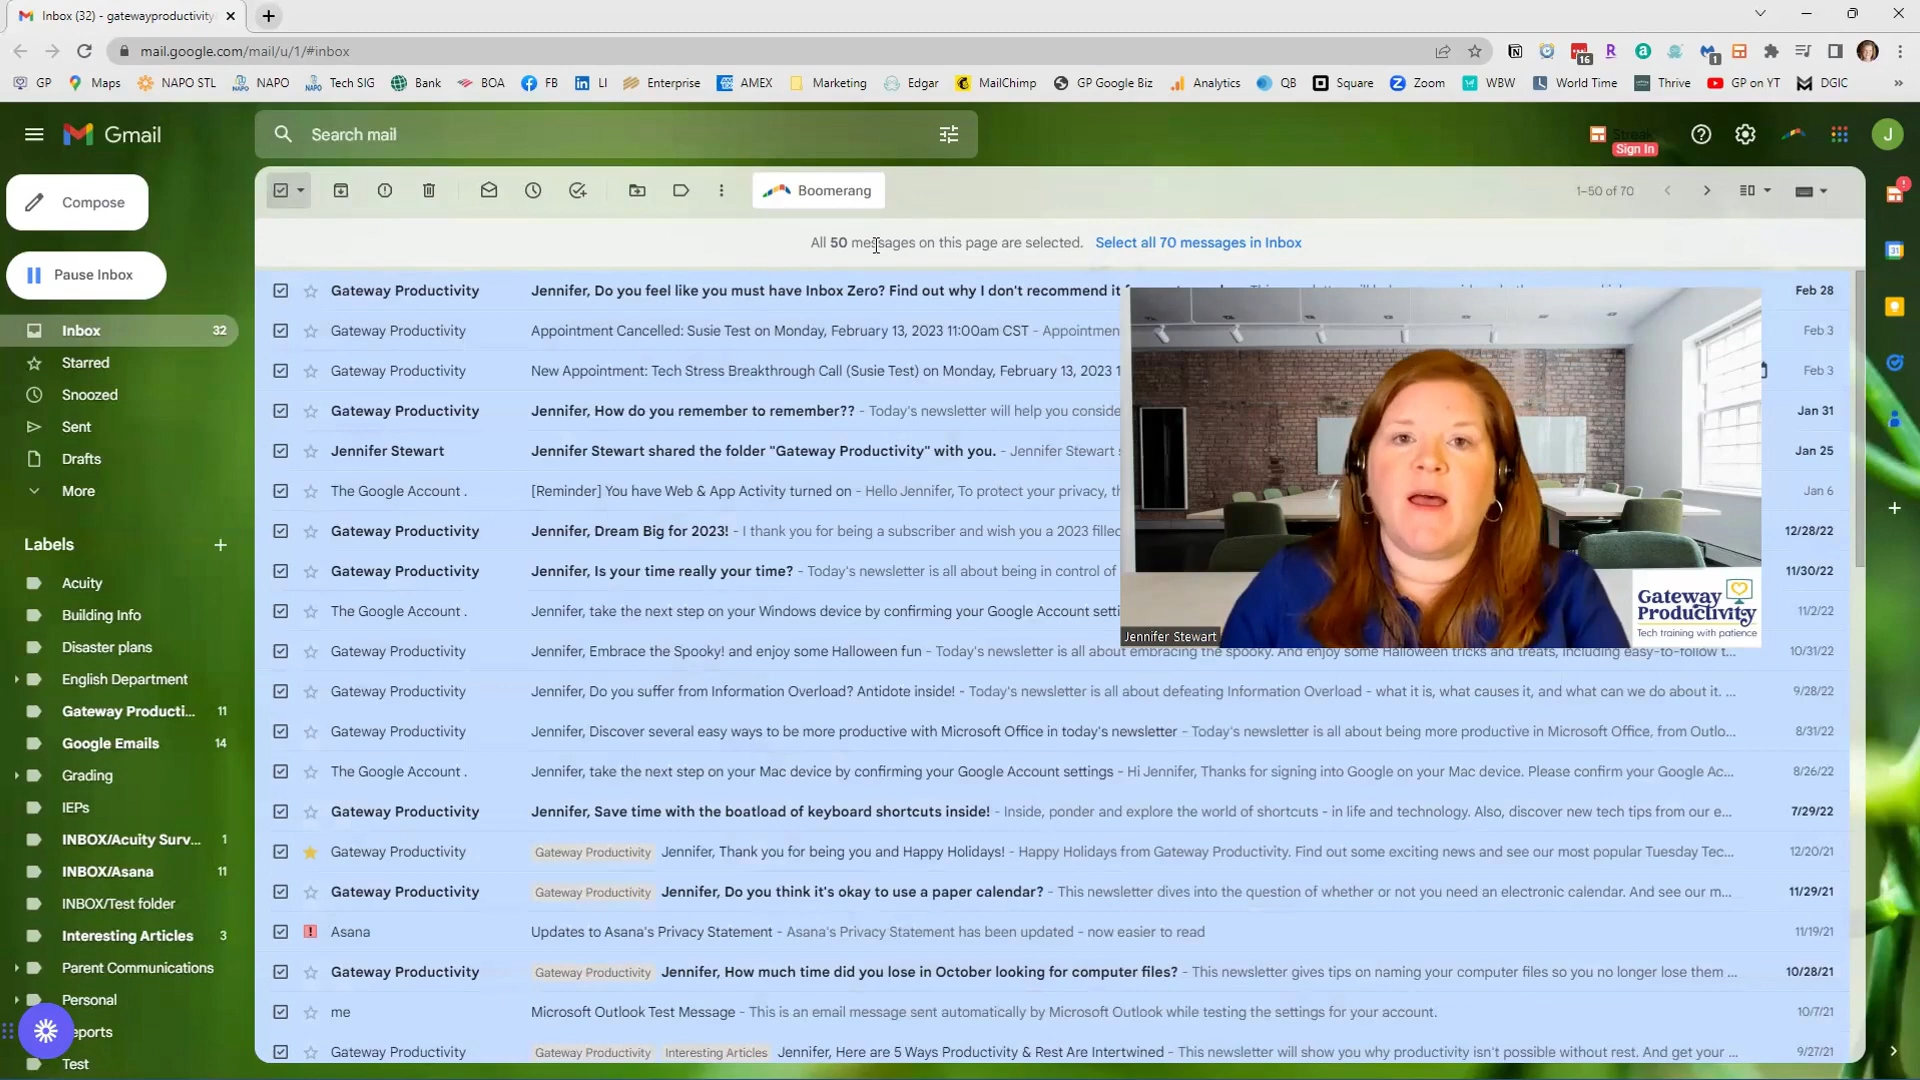 Inbox (32) - gatewayproductivity
mail.google.com/mail/u/1/#inbox
16
1
GP
Maps
NAPO STL
NAPO
Tech SIG
Bank
BOA
FB
LI
Enterprise
AMEX
Marketing
Edgar
MailChimp
GP Google Biz
Analytics
QB
Square
Zoom
WBW
World Time
Thrive
GP on YT
DGIC
Gmail
Search mail
Streak
Sign In
J
Compose
Boomerang
1–50 of 70
All 50 messages on this page are selected. Select all 70 messages in Inbox
Pause Inbox
Inbox 32
Starred
Snoozed
Sent
Drafts
More
Labels
Acuity
Building Info
Disaster plans
English Department
Gateway Producti... 11
Google Emails 14
Grading
IEPs
INBOX/Acuity Surv... 1
INBOX/Asana 11
INBOX/Test folder
Interesting Articles 3
Parent Communications
Personal
eports
Test
Gateway Productivity Jennifer, Do you feel like you must have Inbox Zero? Find out why I don't recommend it Feb 28
Gateway Productivity Appointment Cancelled: Susie Test on Monday, February 13, 2023 11:00am CST - Appointmen Feb 3
Gateway Productivity New Appointment: Tech Stress Breakthrough Call (Susie Test) on Monday, February 13, 2023 1 Feb 3
Gateway Productivity Jennifer, How do you remember to remember?? - Today's newsletter will help you conside Jan 31
Jennifer Stewart Jennifer Stewart shared the folder "Gateway Productivity" with you. - Jennifer Stewart s Jan 25
The Google Account . [Reminder] You have Web & App Activity turned on - Hello Jennifer, To protect your privacy, th Jan 6
Gateway Productivity Jennifer, Dream Big for 2023! - I thank you for being a subscriber and wish you a 2023 filled 12/28/22
Gateway Productivity Jennifer, Is your time really your time? - Today's newsletter is all about being in control of 11/30/22
The Google Account . Jennifer, take the next step on your Windows device by confirming your Google Account setti 11/2/22
Gateway Productivity Jennifer, Embrace the Spooky! and enjoy some Halloween fun - Today's newsletter is all about embracing the spooky. And enjoy some Halloween tricks and treats, including easy-to-follow t... 10/31/22
Gateway Productivity Jennifer, Do you suffer from Information Overload? Antidote inside! - Today's newsletter is all about defeating Information Overload - what it is, what causes it, and what can we do about it. ... 9/28/22
Gateway Productivity Jennifer, Discover several easy ways to be more productive with Microsoft Office in today's newsletter - Today's newsletter is all about being more productive in Microsoft Office, from Outlo... 8/31/22
The Google Account . Jennifer, take the next step on your Mac device by confirming your Google Account settings - Hi Jennifer, Thanks for signing into Google on your Mac device. Please confirm your Google Ac... 8/26/22
Gateway Productivity Jennifer, Save time with the boatload of keyboard shortcuts inside! - Inside, ponder and explore the world of shortcuts - in life and technology. Also, discover new tech tips from our e... 7/29/22
Gateway Productivity Gateway Productivity Jennifer, Thank you for being you and Happy Holidays! - Happy Holidays from Gateway Productivity. Find out some exciting news and see our most popular Tuesday Tec... 12/20/21
Gateway Productivity Gateway Productivity Jennifer, Do you think it's okay to use a paper calendar? - This newsletter dives into the question of whether or not you need an electronic calendar. And see our m... 11/29/21
Asana Updates to Asana's Privacy Statement - Asana's Privacy Statement has been updated - now easier to read 11/19/21
Gateway Productivity Gateway Productivity Jennifer, How much time did you lose in October looking for computer files? - This newsletter gives tips on naming your computer files so you no longer lose them ... 10/28/21
me Microsoft Outlook Test Message - This is an email message sent automatically by Microsoft Outlook while testing the settings for your account. 10/7/21
Gateway Productivity Gateway Productivity Interesting Articles Jennifer, Here are 5 Ways Productivity & Rest Are Intertwined - This newsletter will show you why productivity isn't possible without rest. And get your ... 9/27/21
Jennifer Stewart
Gateway
Productivity
Tech training with patience